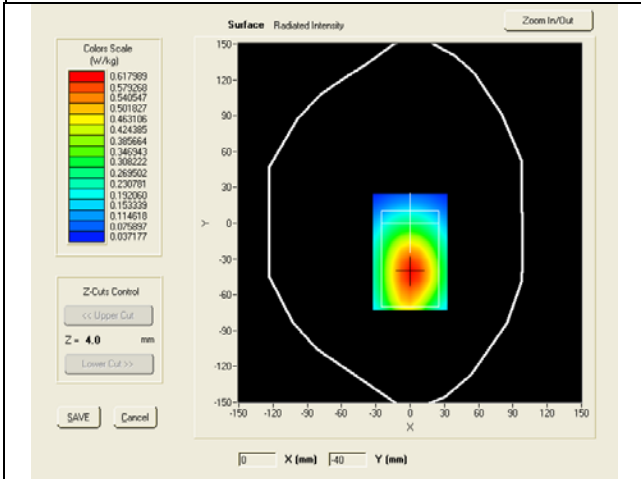 Surface Radiated Intensity
Zoom In/Out
Colors Scale
(W/kg)
0.617989
0.579268
0.540547
0.501827
0.463106
0.424385
0.385664
0.346943
0.308222
0.269502
0.230781
0.192060
0.153339
0.114618
0.075897
0.037177
Z-Cuts Control
<< Upper Cut
Z = 4.0 mm
Lower Cut >>
SAVE Cancel
150-
120-
90-
60-
30-
0-
-30-
-60-
-90-
-120-
-150-
Y
-150 -120 -90 -60 -30 0 30 60 90 120 150
X
0 X (mm) -40 Y (mm)